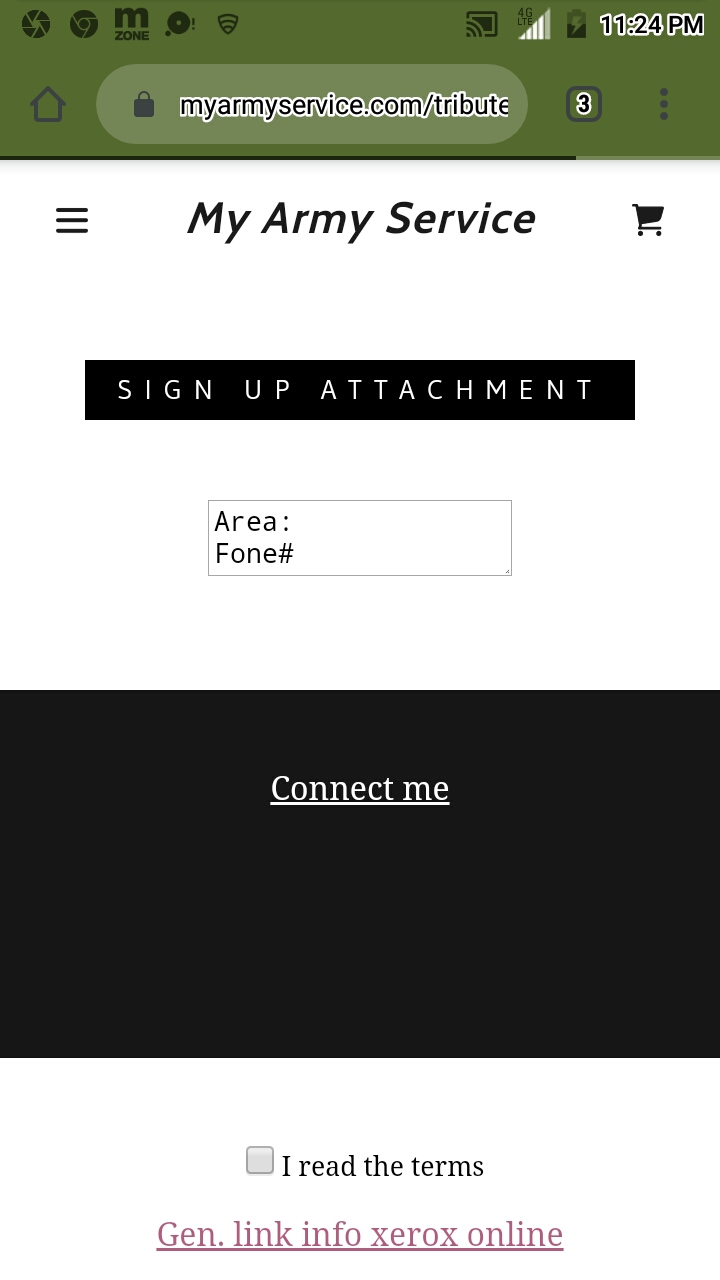 m
ZONE
4G
LTE
11:24 PM
myarmyservice.com/tribute
3
My Army Service
SIGN UP ATTACHMENT
Area:
Fone#
Connect me
I read the terms
Gen. link info xerox online